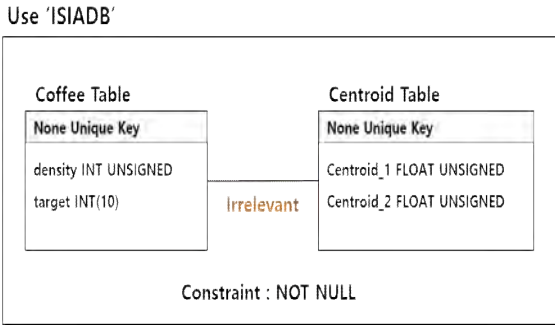 Use ‘ISIADB’
Coffee Table
None Unique Key
density INT UNSIGNED
target INT(10)
Irrelevant
Centroid Table
None Unique Key
Centroid_1 FLOAT UNSIGNED
Centroid_2 FLOAT UNSIGNED
Constraint : NOT NULL